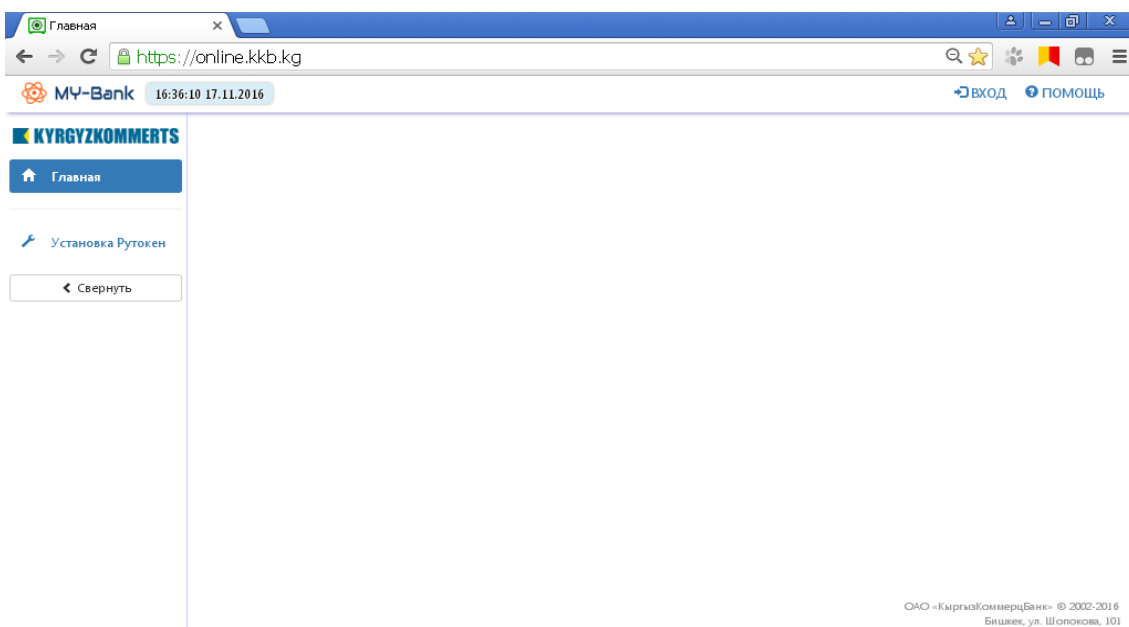 Главная
https://online.kkb.kg
MY-Bank 16:36:10 17.11.2016 ВХОД ПОМОЩЬ
KYRGYZKOMMERTS
Главная
Установка Рутокен
Свернуть
ОАО «КыргызКоммерцБанк» © 2002-2016
Бишкек, ул. Шопокова, 101